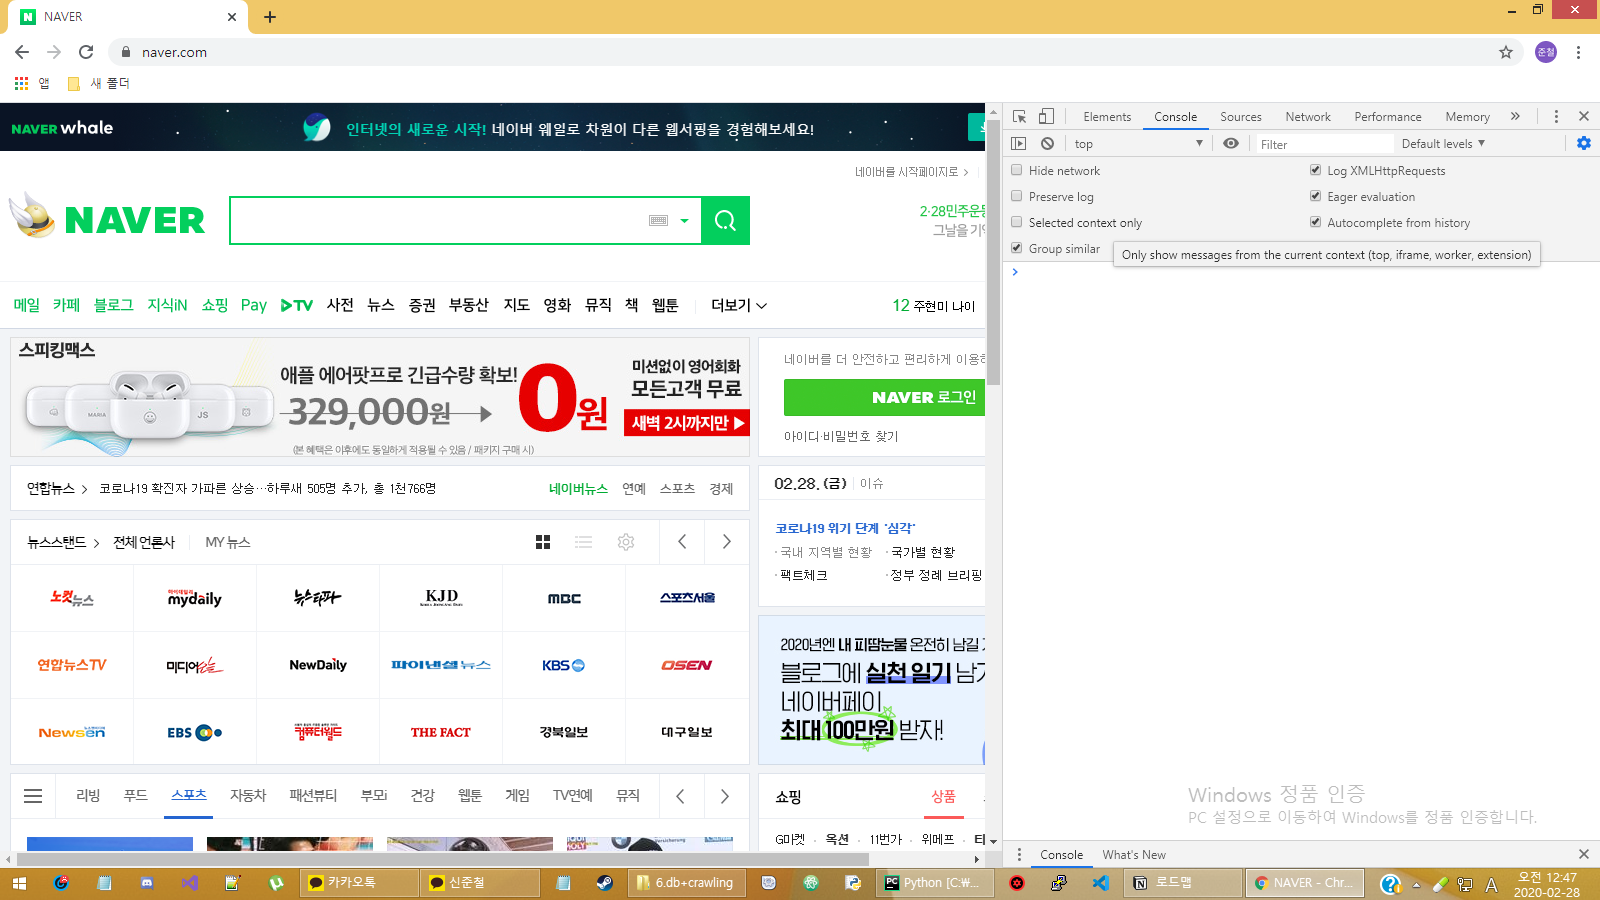 NAVER
naver.com
준철
앱
새 폴더
NAVER whale
인터넷의 새로운 시작! 네이버 웨일로 차원이 다른 웹서핑을 경험해보세요!
네이버를 시작페이지로
NAVER
2·28민주운동
그날을 기억
메일 카페 블로그 지식iN 쇼핑 Pay TV 사전 뉴스 증권 부동산 지도 영화 뮤직 책 웹툰 더보기
12 주현미 나이
스피킹맥스
애플 에어팟프로 긴급수량 확보!
329,000원
0원
(본 혜택은 이후에도 동일하게 적용될 수 있음 / 패키지 구매 시)
미션없이 영어회화
모든고객 무료
새벽 2시까지만
MARIA
JS
네이버를 더 안전하고 편리하게 이용하
NAVER 로그인
아이디·비밀번호 찾기
연합뉴스 > 코로나19 확진자 가파른 상승…하루새 505명 추가, 총 1천766명
네이버뉴스 연예 스포츠 경제
02.28.(금) 이슈
코로나19 위기 단계 '심각'
· 국내 지역별 현황 · 국가별 현황
· 팩트체크 · 정부 정례 브리핑
뉴스스탠드 > 전체 언론사 MY 뉴스
노컷뉴스 마이데일리 mydaily 뉴스타파 KJD MBC 스포츠서울
연합뉴스TV 미디어오늘 NewDaily 파이낸셜뉴스 KBS OSEN
Newsen EBS 컴퓨터월드 THE FACT 경북일보 대구일보
2020년엔 내 피땀눈물 온전히 남길
블로그에 실천 일기 남기
네이버페이
최대 100만원 받자!
리빙 푸드 스포츠 자동차 패션뷰티 부모i 건강 웹툰 게임 TV연예 뮤직
쇼핑 상품
G마켓 · 옥션 · 11번가 · 위메프 · 티
Elements Console Sources Network Performance Memory
top Filter Default levels
Hide network
Log XMLHttpRequests
Preserve log
Eager evaluation
Selected context only
Autocomplete from history
Group similar
Only show messages from the current context (top, iframe, worker, extension)
Windows 정품 인증
PC 설정으로 이동하여 Windows를 정품 인증합니다.
Console What's New
카카오톡
신준철
6.db+crawling
Python [C:₩...
로드맵
NAVER - Chr...
A
오전 12:47
2020-02-28